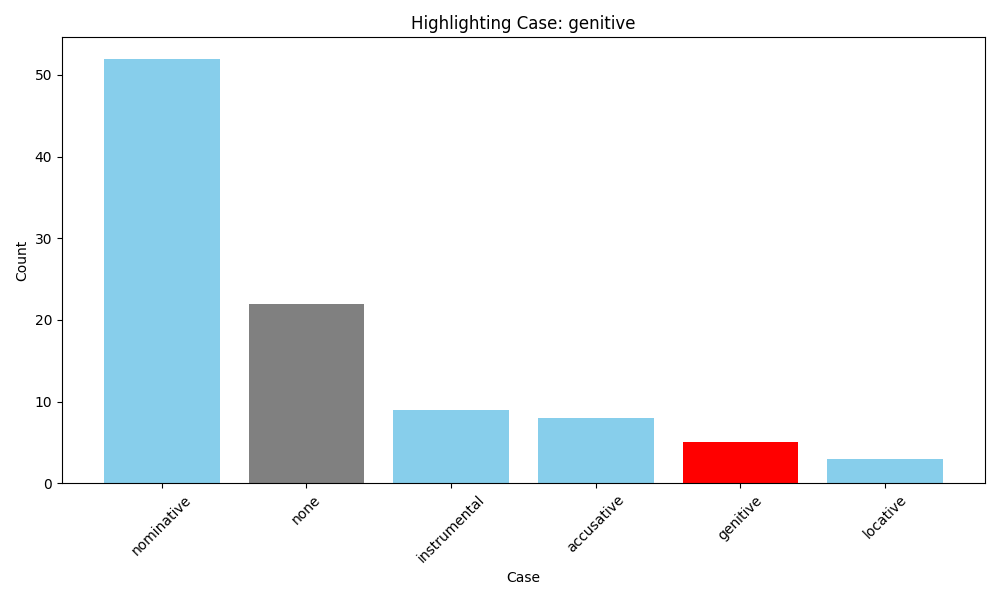 Highlighting Case: genitive
Count
50
40
30
20
10
0
nominative
none
instrumental
accusative
genitive
locative
Case